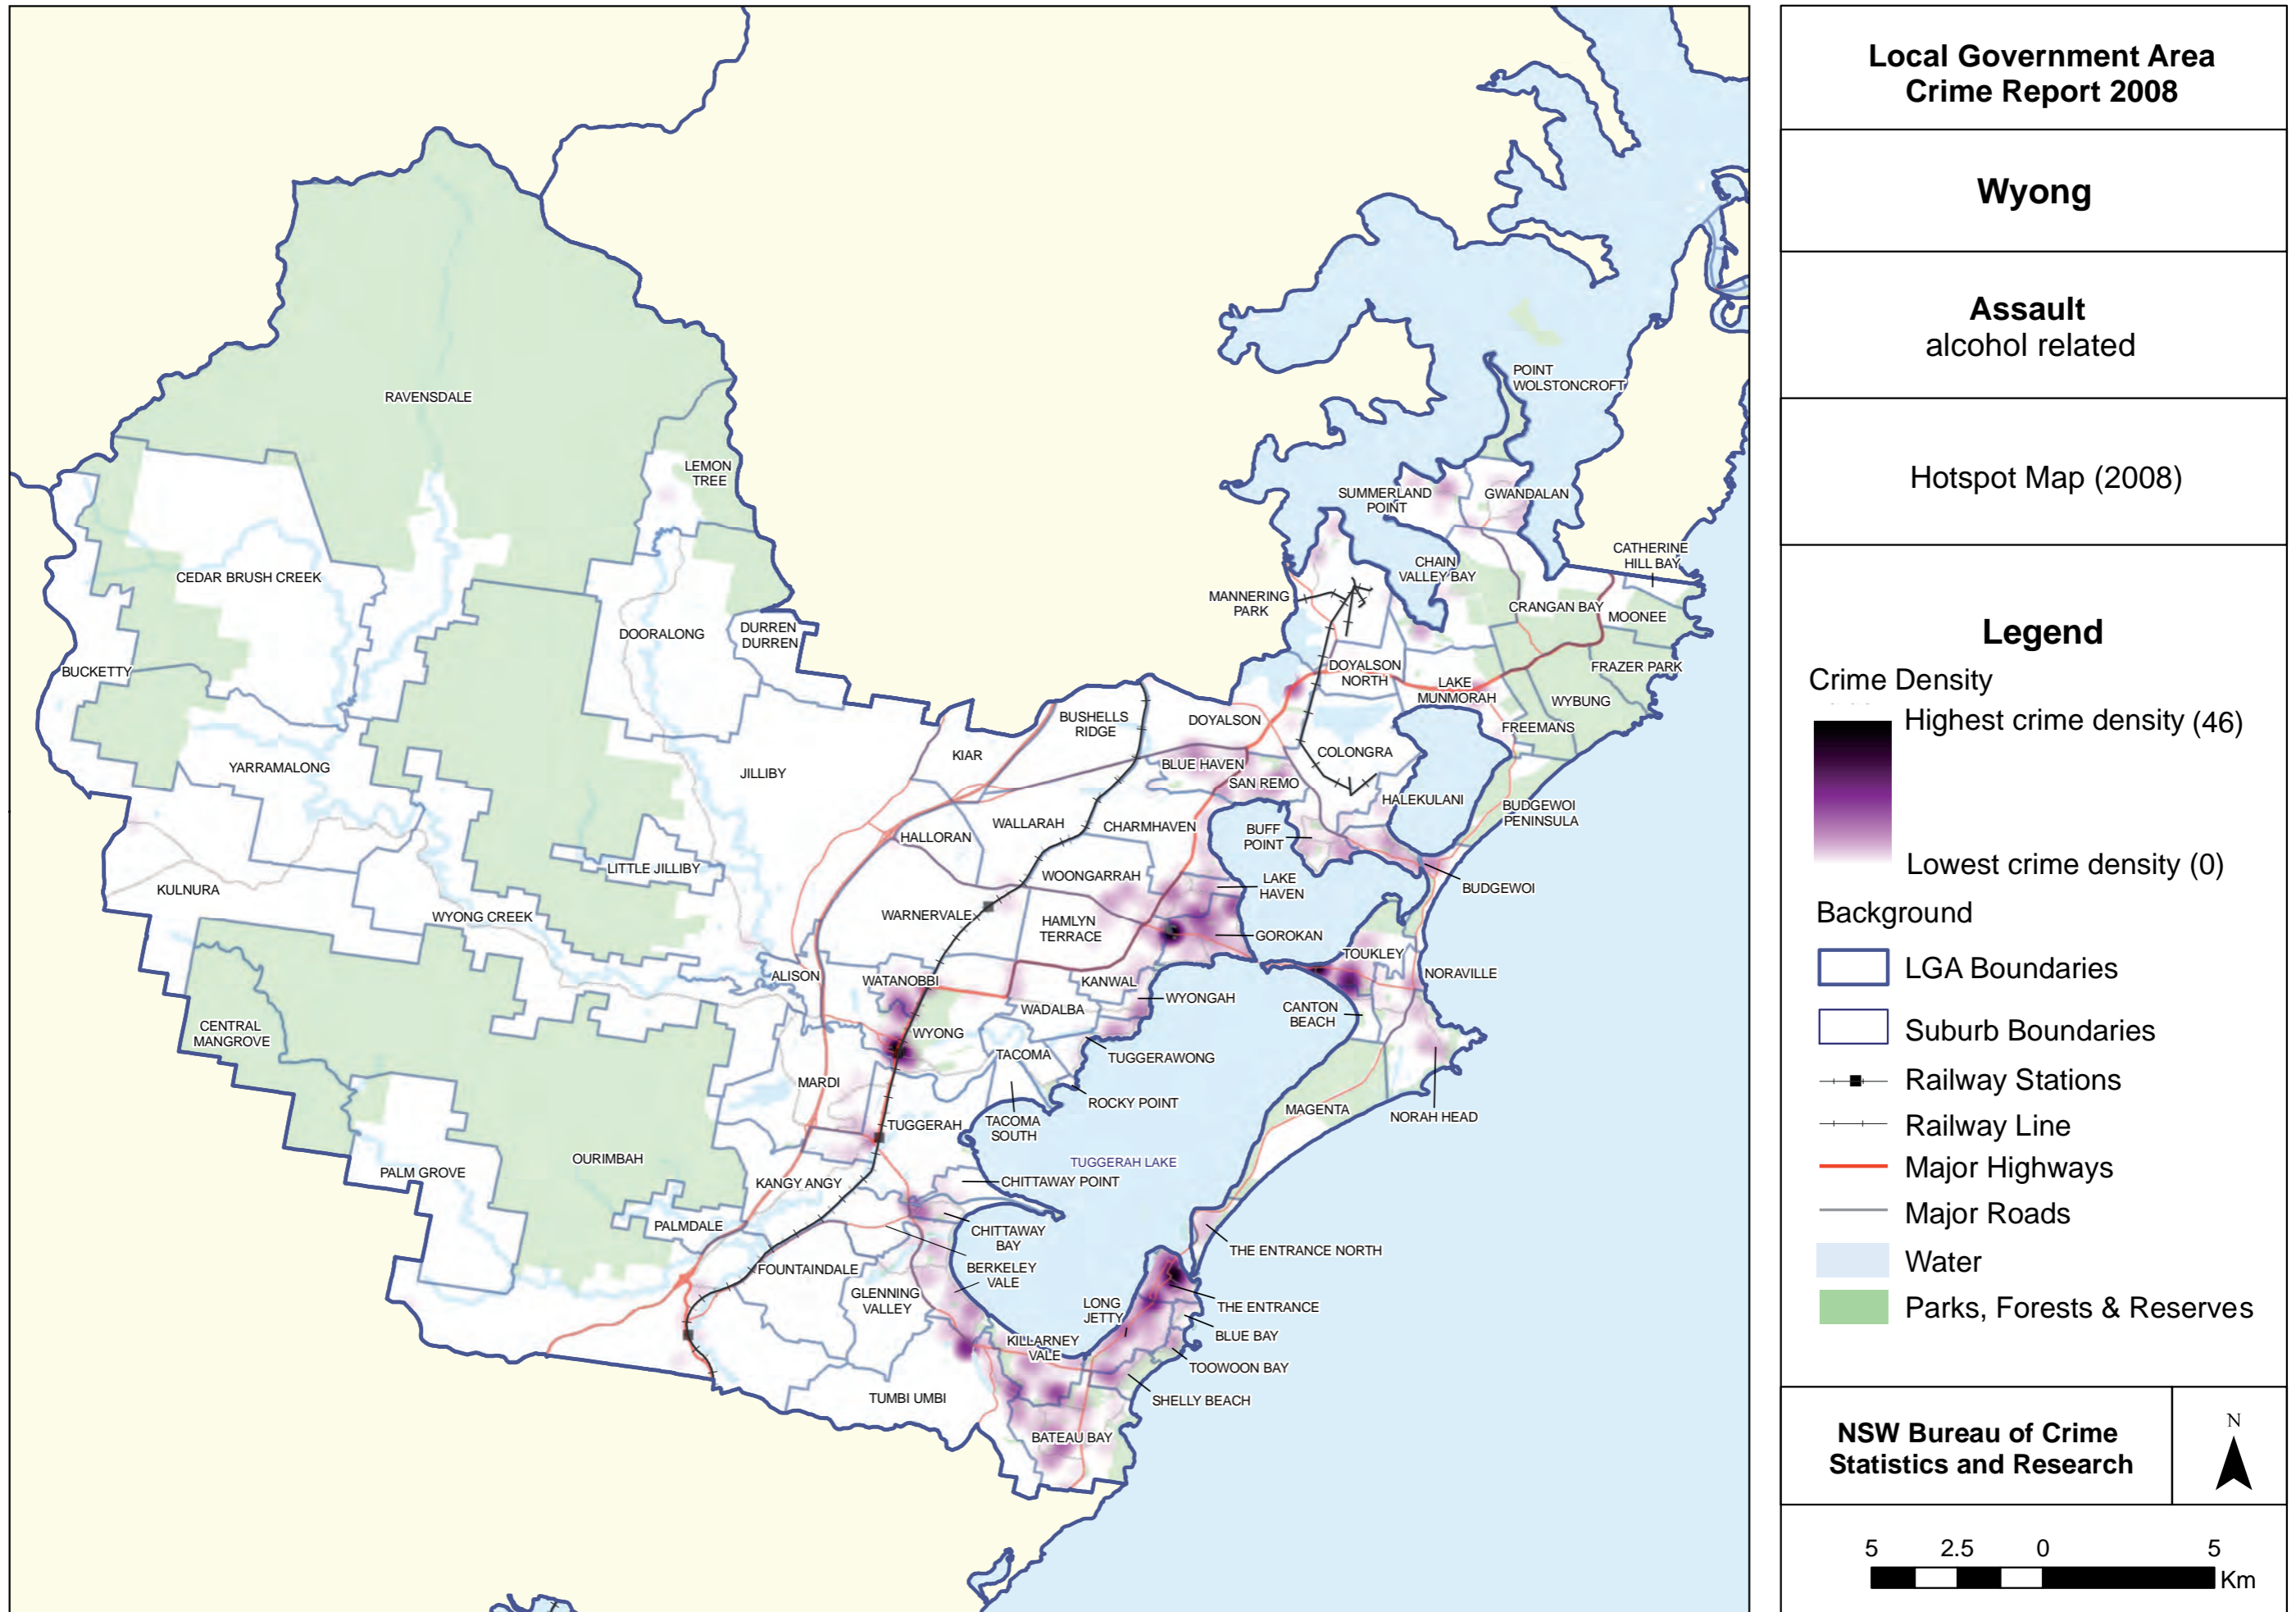 Local Government Area
Crime Report 2008
Wyong
Assault
alcohol related
Hotspot Map (2008)
Legend
Crime Density
Highest crime density (46)
Lowest crime density (0)
Background
LGA Boundaries
Suburb Boundaries
Railway Stations
Railway Line
Major Highways
Major Roads
Water
Parks, Forests & Reserves
NSW Bureau of Crime
Statistics and Research
N
5 2.5 0 5
Km
POINT
WOLSTONCROFT
RAVENSDALE
LEMON
TREE
SUMMERLAND
POINT
GWANDALAN
CATHERINE
HILL BAY
CHAIN
VALLEY BAY
CEDAR BRUSH CREEK
MANNERING
PARK
CRANGAN BAY
MOONEE
DOORALONG
DURREN
DURREN
BUCKETTY
DOYALSON
NORTH
FRAZER PARK
LAKE
MUNMORAH
WYBUNG
BUSHELLS
RIDGE
DOYALSON
FREEMANS
KIAR
COLONGRA
YARRAMALONG
JILLIBY
BLUE HAVEN
SAN REMO
HALEKULANI
BUDGEWOI
PENINSULA
WALLARAH
CHARMHAVEN
HALLORAN
BUFF
POINT
LITTLE JILLIBY
WOONGARRAH
LAKE
HAVEN
KULNURA
BUDGEWOI
WYONG CREEK
WARNERVALE
HAMLYN
TERRACE
GOROKAN
TOUKLEY
ALISON
WATANOBBI
KANWAL
NORAVILLE
WYONGAH
WADALBA
CANTON
BEACH
CENTRAL
MANGROVE
WYONG
TACOMA
TUGGERAWONG
MARDI
ROCKY POINT
MAGENTA
NORAH HEAD
TUGGERAH
TACOMA
SOUTH
OURIMBAH
TUGGERAH LAKE
PALM GROVE
KANGY ANGY
CHITTAWAY POINT
PALMDALE
CHITTAWAY
BAY
THE ENTRANCE NORTH
FOUNTAINDALE
BERKELEY
VALE
GLENNING
VALLEY
LONG
JETTY
THE ENTRANCE
BLUE BAY
KILLARNEY
VALE
TOOWOON BAY
TUMBI UMBI
SHELLY BEACH
BATEAU BAY